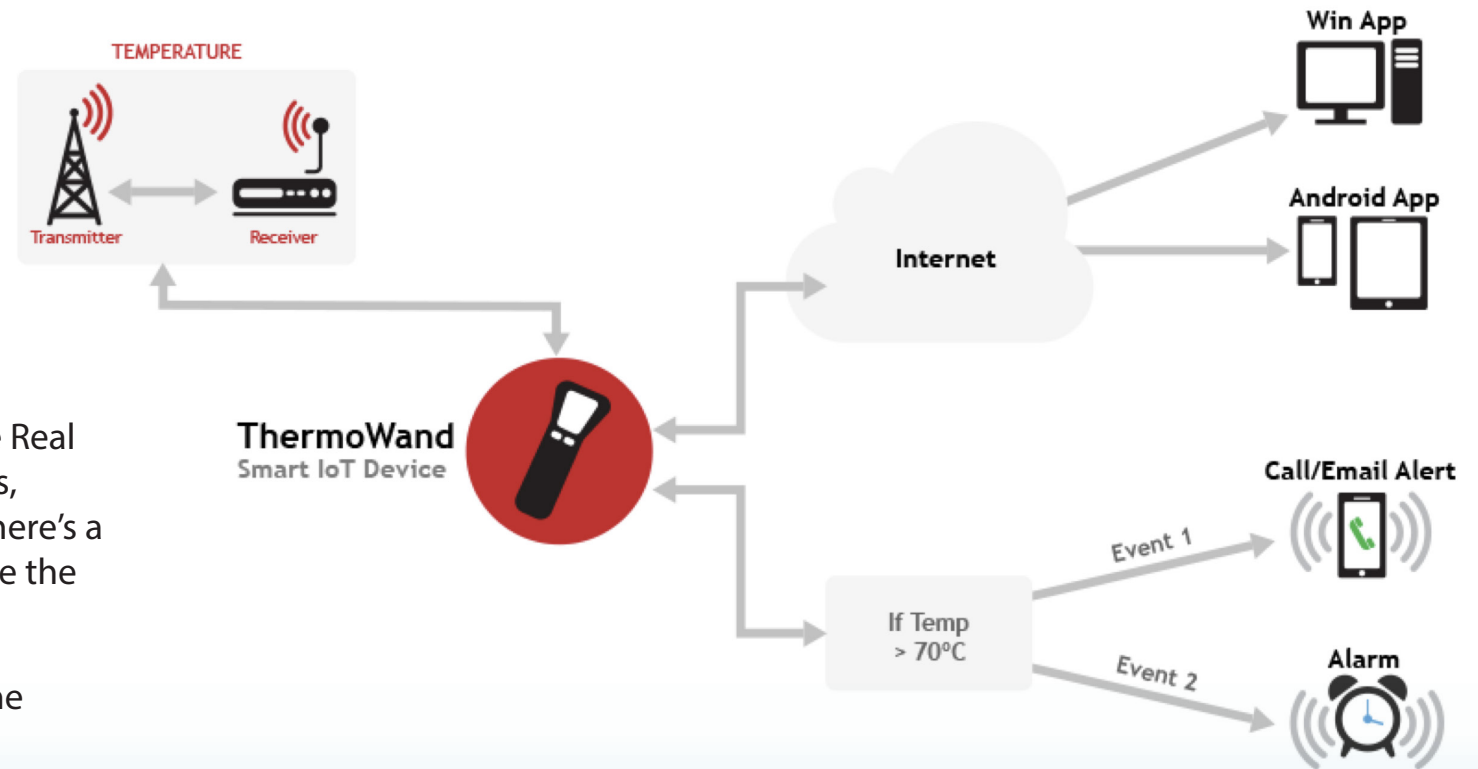 TEMPERATURE
Transmitter
Receiver
Win App
Android App
Internet
Real
s,
here’s a
e the
ne
ThermoWand
Smart IoT Device
If Temp
> 70ºC
Event 1
Event 2
Call/Email Alert
Alarm